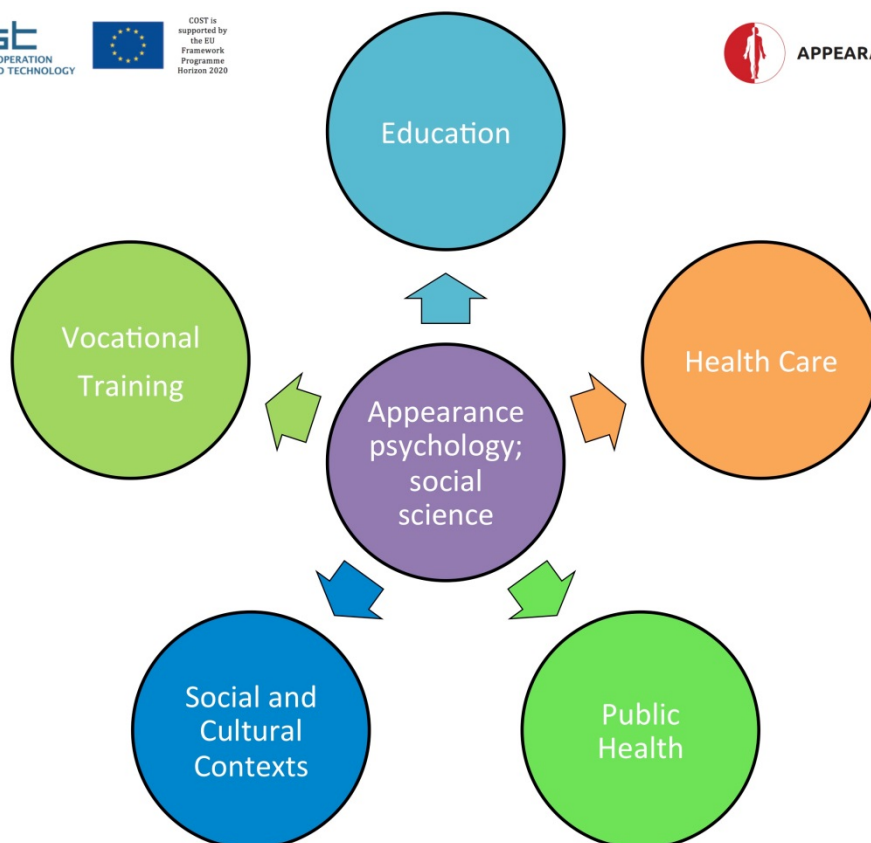 COST is
supported by
the EU
Framework
Programme
Horizon 2020
TECHNOLOGY
Education
Vocational
Training
Health Care
Appearance
psychology;
social
science
Social and
Cultural
Contexts
Public
Health